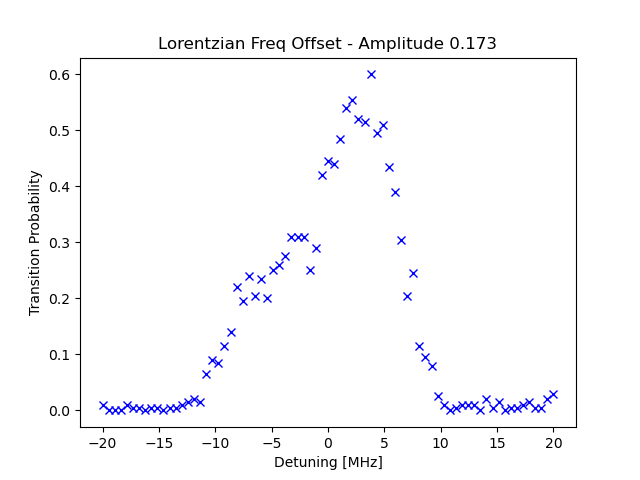 Lorentzian Freq Offset - Amplitude 0.173
0.6
0.5
0.4
0.3
0.2
0.1
0.0
Transition Probability
−20 −15 −10 −5 0 5 10 15 20
Detuning [MHz]